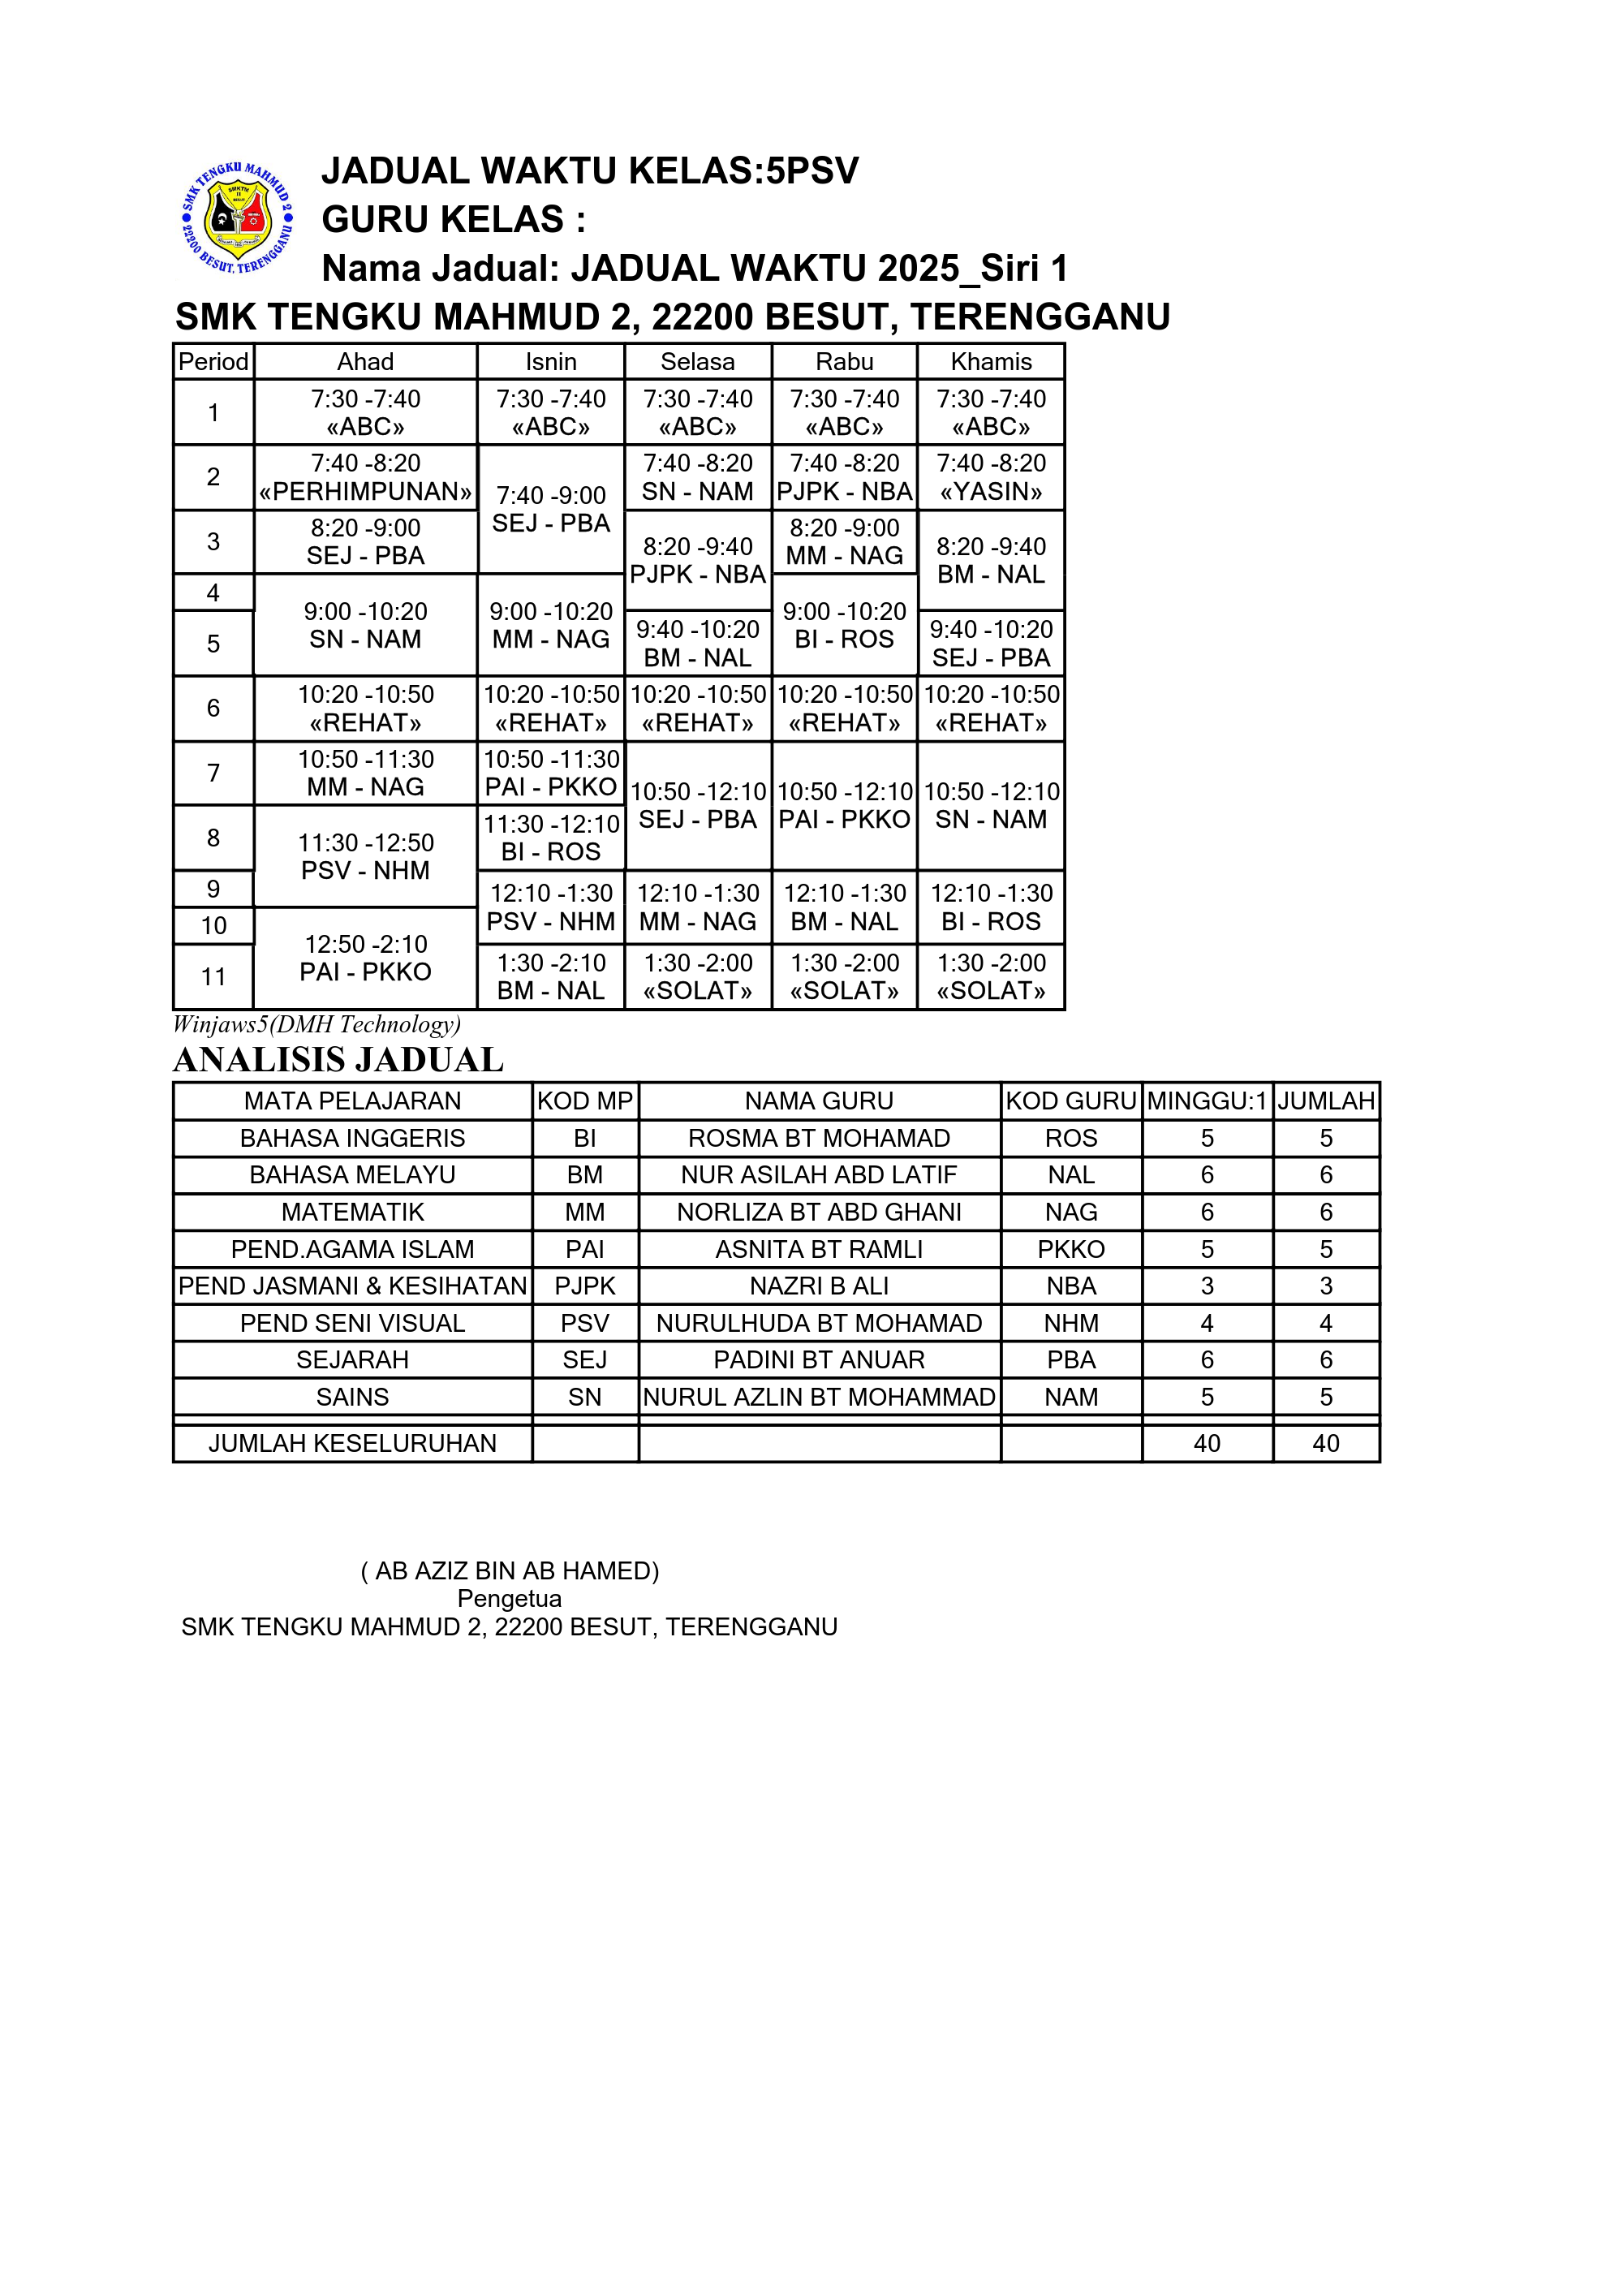 SMK TENGKU MAHMUD 2
22200 BESUT, TERENGGANU
JADUAL WAKTU KELAS:5PSV
GURU KELAS :
Nama Jadual: JADUAL WAKTU 2025_Siri 1
SMK TENGKU MAHMUD 2, 22200 BESUT, TERENGGANU
Period Ahad Isnin Selasa Rabu Khamis
1 7:30 -7:40 «ABC» 7:30 -7:40 «ABC» 7:30 -7:40 «ABC» 7:30 -7:40 «ABC» 7:30 -7:40 «ABC»
2 7:40 -8:20 «PERHIMPUNAN» 7:40 -9:00 SEJ - PBA 7:40 -8:20 SN - NAM 7:40 -8:20 PJPK - NBA 7:40 -8:20 «YASIN»
3 8:20 -9:00 SEJ - PBA 8:20 -9:40 PJPK - NBA 8:20 -9:00 MM - NAG 8:20 -9:40 BM - NAL
4 9:00 -10:20 SN - NAM 9:00 -10:20 MM - NAG 9:00 -10:20 BI - ROS
5 9:40 -10:20 BM - NAL 9:40 -10:20 SEJ - PBA
6 10:20 -10:50 «REHAT» 10:20 -10:50 «REHAT» 10:20 -10:50 «REHAT» 10:20 -10:50 «REHAT» 10:20 -10:50 «REHAT»
7 10:50 -11:30 MM - NAG 10:50 -11:30 PAI - PKKO 10:50 -12:10 SEJ - PBA 10:50 -12:10 PAI - PKKO 10:50 -12:10 SN - NAM
8 11:30 -12:50 PSV - NHM 11:30 -12:10 BI - ROS
9 12:10 -1:30 PSV - NHM 12:10 -1:30 MM - NAG 12:10 -1:30 BM - NAL 12:10 -1:30 BI - ROS
10 12:50 -2:10 PAI - PKKO
11 1:30 -2:10 BM - NAL 1:30 -2:00 «SOLAT» 1:30 -2:00 «SOLAT» 1:30 -2:00 «SOLAT»
Winjaws5(DMH Technology)
ANALISIS JADUAL
MATA PELAJARAN KOD MP NAMA GURU KOD GURU MINGGU:1 JUMLAH
BAHASA INGGERIS BI ROSMA BT MOHAMAD ROS 5 5
BAHASA MELAYU BM NUR ASILAH ABD LATIF NAL 6 6
MATEMATIK MM NORLIZA BT ABD GHANI NAG 6 6
PEND.AGAMA ISLAM PAI ASNITA BT RAMLI PKKO 5 5
PEND JASMANI & KESIHATAN PJPK NAZRI B ALI NBA 3 3
PEND SENI VISUAL PSV NURULHUDA BT MOHAMAD NHM 4 4
SEJARAH SEJ PADINI BT ANUAR PBA 6 6
SAINS SN NURUL AZLIN BT MOHAMMAD NAM 5 5
JUMLAH KESELURUHAN 40 40
( AB AZIZ BIN AB HAMED)
Pengetua
SMK TENGKU MAHMUD 2, 22200 BESUT, TERENGGANU